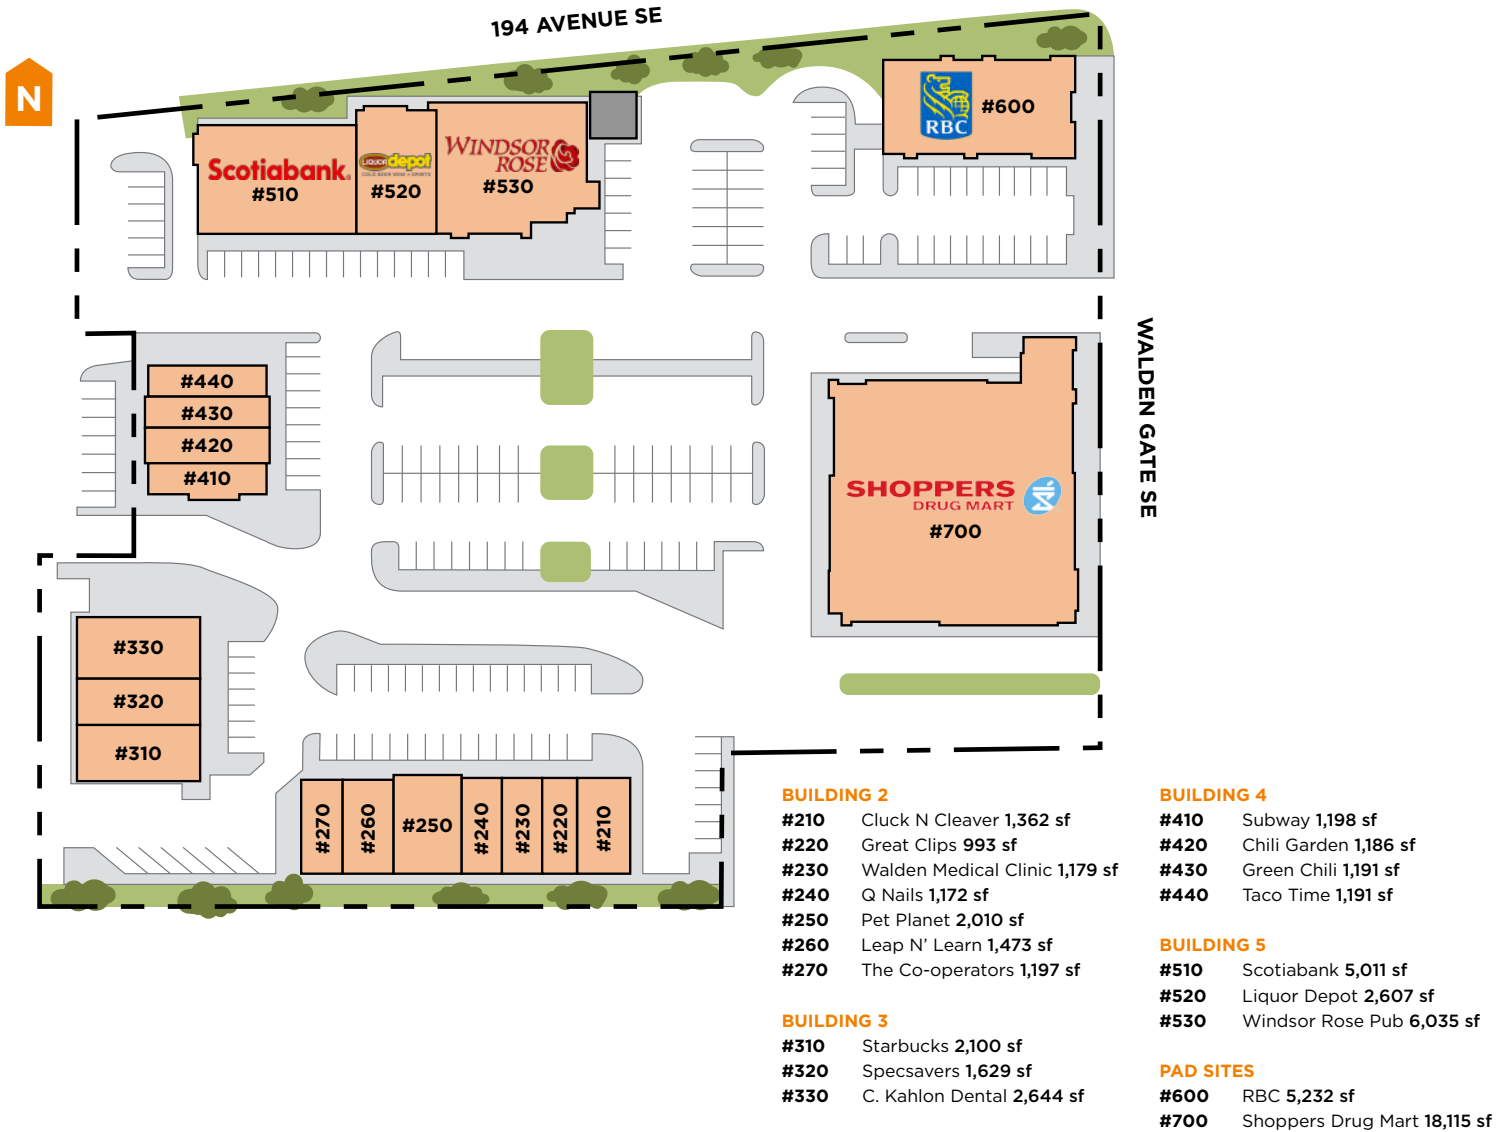 194 AVENUE SE
N
RBC
#600
Scotiabank
#510
LIQUOR depot
COLD BEER WINE + SPIRITS
#520
WINDSOR
ROSE
#530
WALDEN GATE SE
#440
#430
#420
#410
SHOPPERS
DRUG MART
#700
#330
#320
#310
#270
#260
#250
#240
#230
#220
#210
BUILDING 2
#210 Cluck N Cleaver 1,362 sf
#220 Great Clips 993 sf
#230 Walden Medical Clinic 1,179 sf
#240 Q Nails 1,172 sf
#250 Pet Planet 2,010 sf
#260 Leap N’ Learn 1,473 sf
#270 The Co-operators 1,197 sf
BUILDING 3
#310 Starbucks 2,100 sf
#320 Specsavers 1,629 sf
#330 C. Kahlon Dental 2,644 sf
BUILDING 4
#410 Subway 1,198 sf
#420 Chili Garden 1,186 sf
#430 Green Chili 1,191 sf
#440 Taco Time 1,191 sf
BUILDING 5
#510 Scotiabank 5,011 sf
#520 Liquor Depot 2,607 sf
#530 Windsor Rose Pub 6,035 sf
PAD SITES
#600 RBC 5,232 sf
#700 Shoppers Drug Mart 18,115 sf